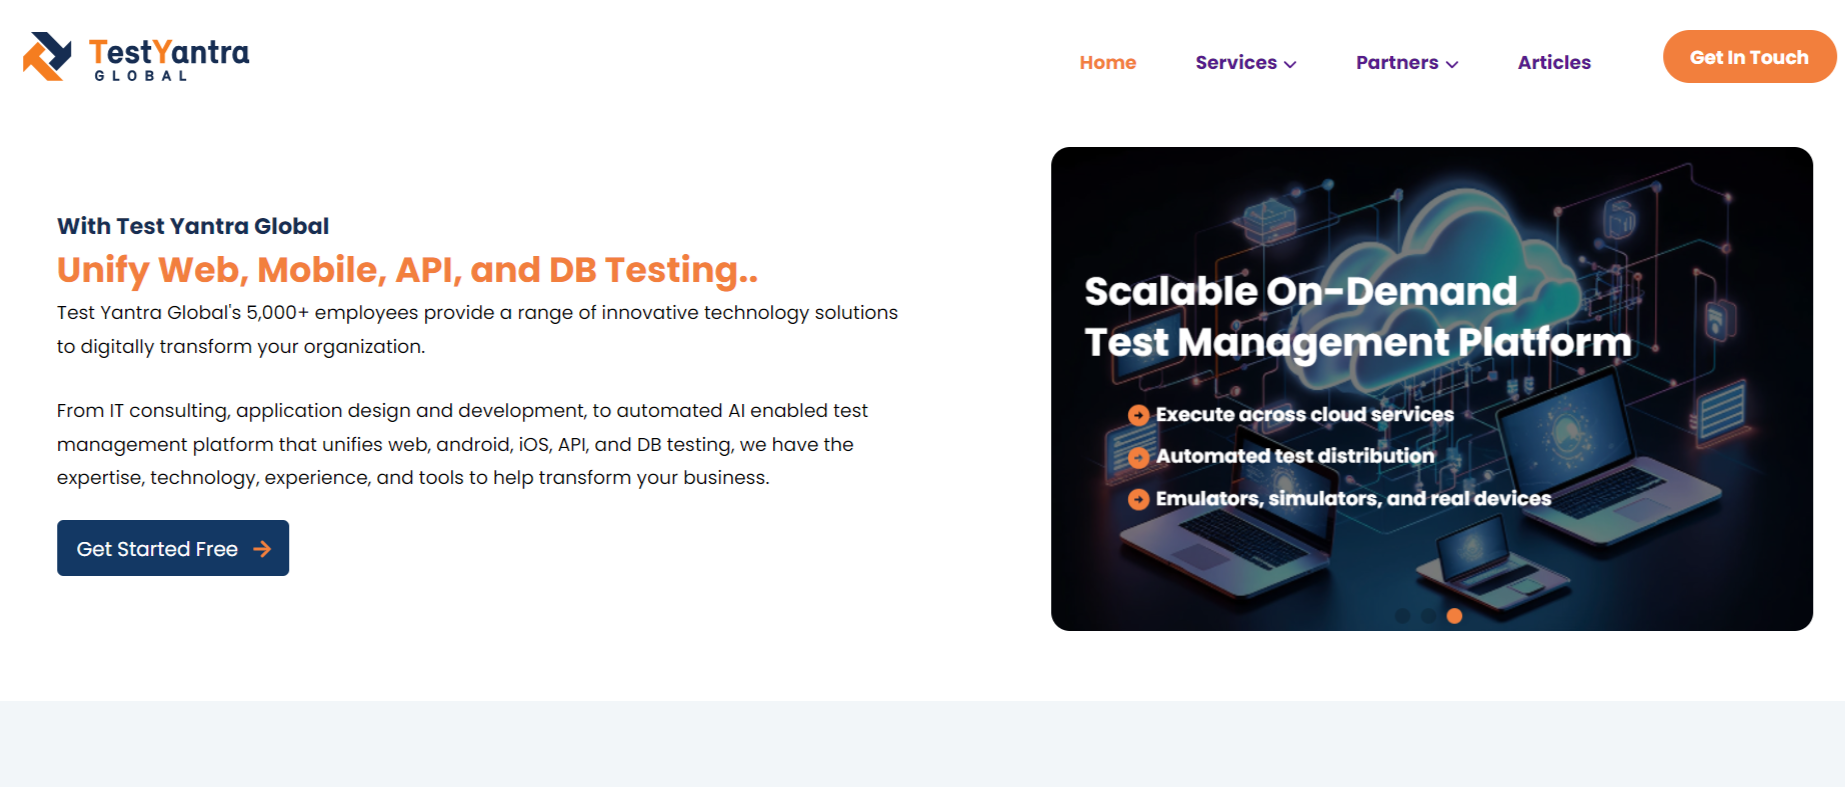 TestYantra
GLOBAL
Home
Services
Partners
Articles
Get In Touch
With Test Yantra Global
Unify Web, Mobile, API, and DB Testing..
Test Yantra Global's 5,000+ employees provide a range of innovative technology solutions
to digitally transform your organization.
From IT consulting, application design and development, to automated AI enabled test
management platform that unifies web, android, iOS, API, and DB testing, we have the
expertise, technology, experience, and tools to help transform your business.
Get Started Free
Scalable On-Demand
Test Management Platform
Execute across cloud services
Automated test distribution
Emulators, simulators, and real devices